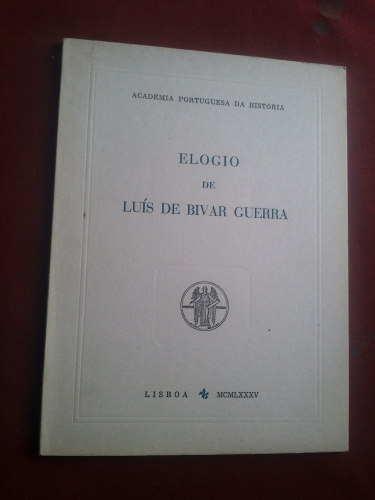 ACADEMIA PORTUGUESA DA HISTÓRIA
ELOGIO
DE
LUÍS DE BIVAR GUERRA
LISBOA MCMLXXXV